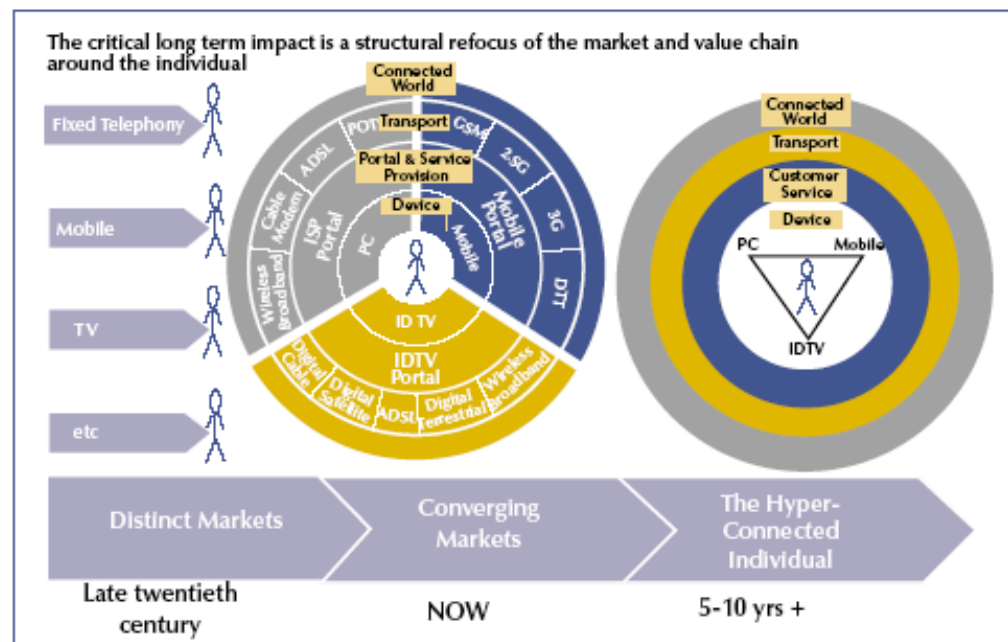 The critical long term impact is a structural refocus of the market and value chain
around the individual
Fixed Telephony
Mobile
TV
etc
Connected
World
Transport
Portal & Service
Provision
Device
POT
ADSL
Cable
Modem
Wireless
Broadband
ISP
Portal
PC
GSM
2.5G
3G
DTT
Mobile
Portal
Mobile
ID TV
IDTV
Portal
Digital
Cable
Digital
Satellite
ADSL
Digital
Terrestrial
Wireless
Broadband
Connected
World
Transport
Customer
Service
Device
PC
Mobile
IDTV
Distinct Markets
Converging
Markets
The Hyper-
Connected
Individual
Late twentieth
century
NOW
5-10 yrs +